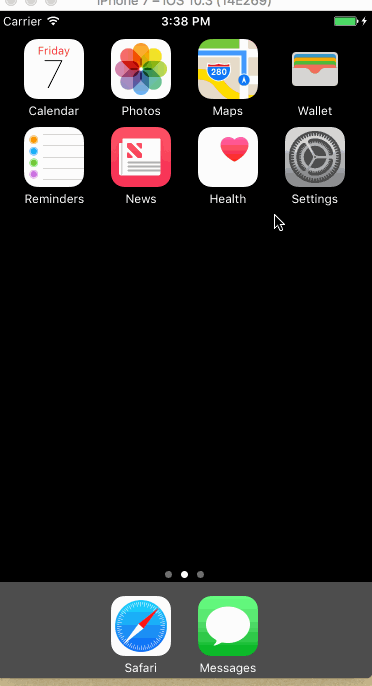 iPhone 7 – iOS 10.3 (14E269)
Carrier 3:38 PM
Friday
7
280
Calendar Photos Maps Wallet
Reminders News Health Settings
Safari Messages